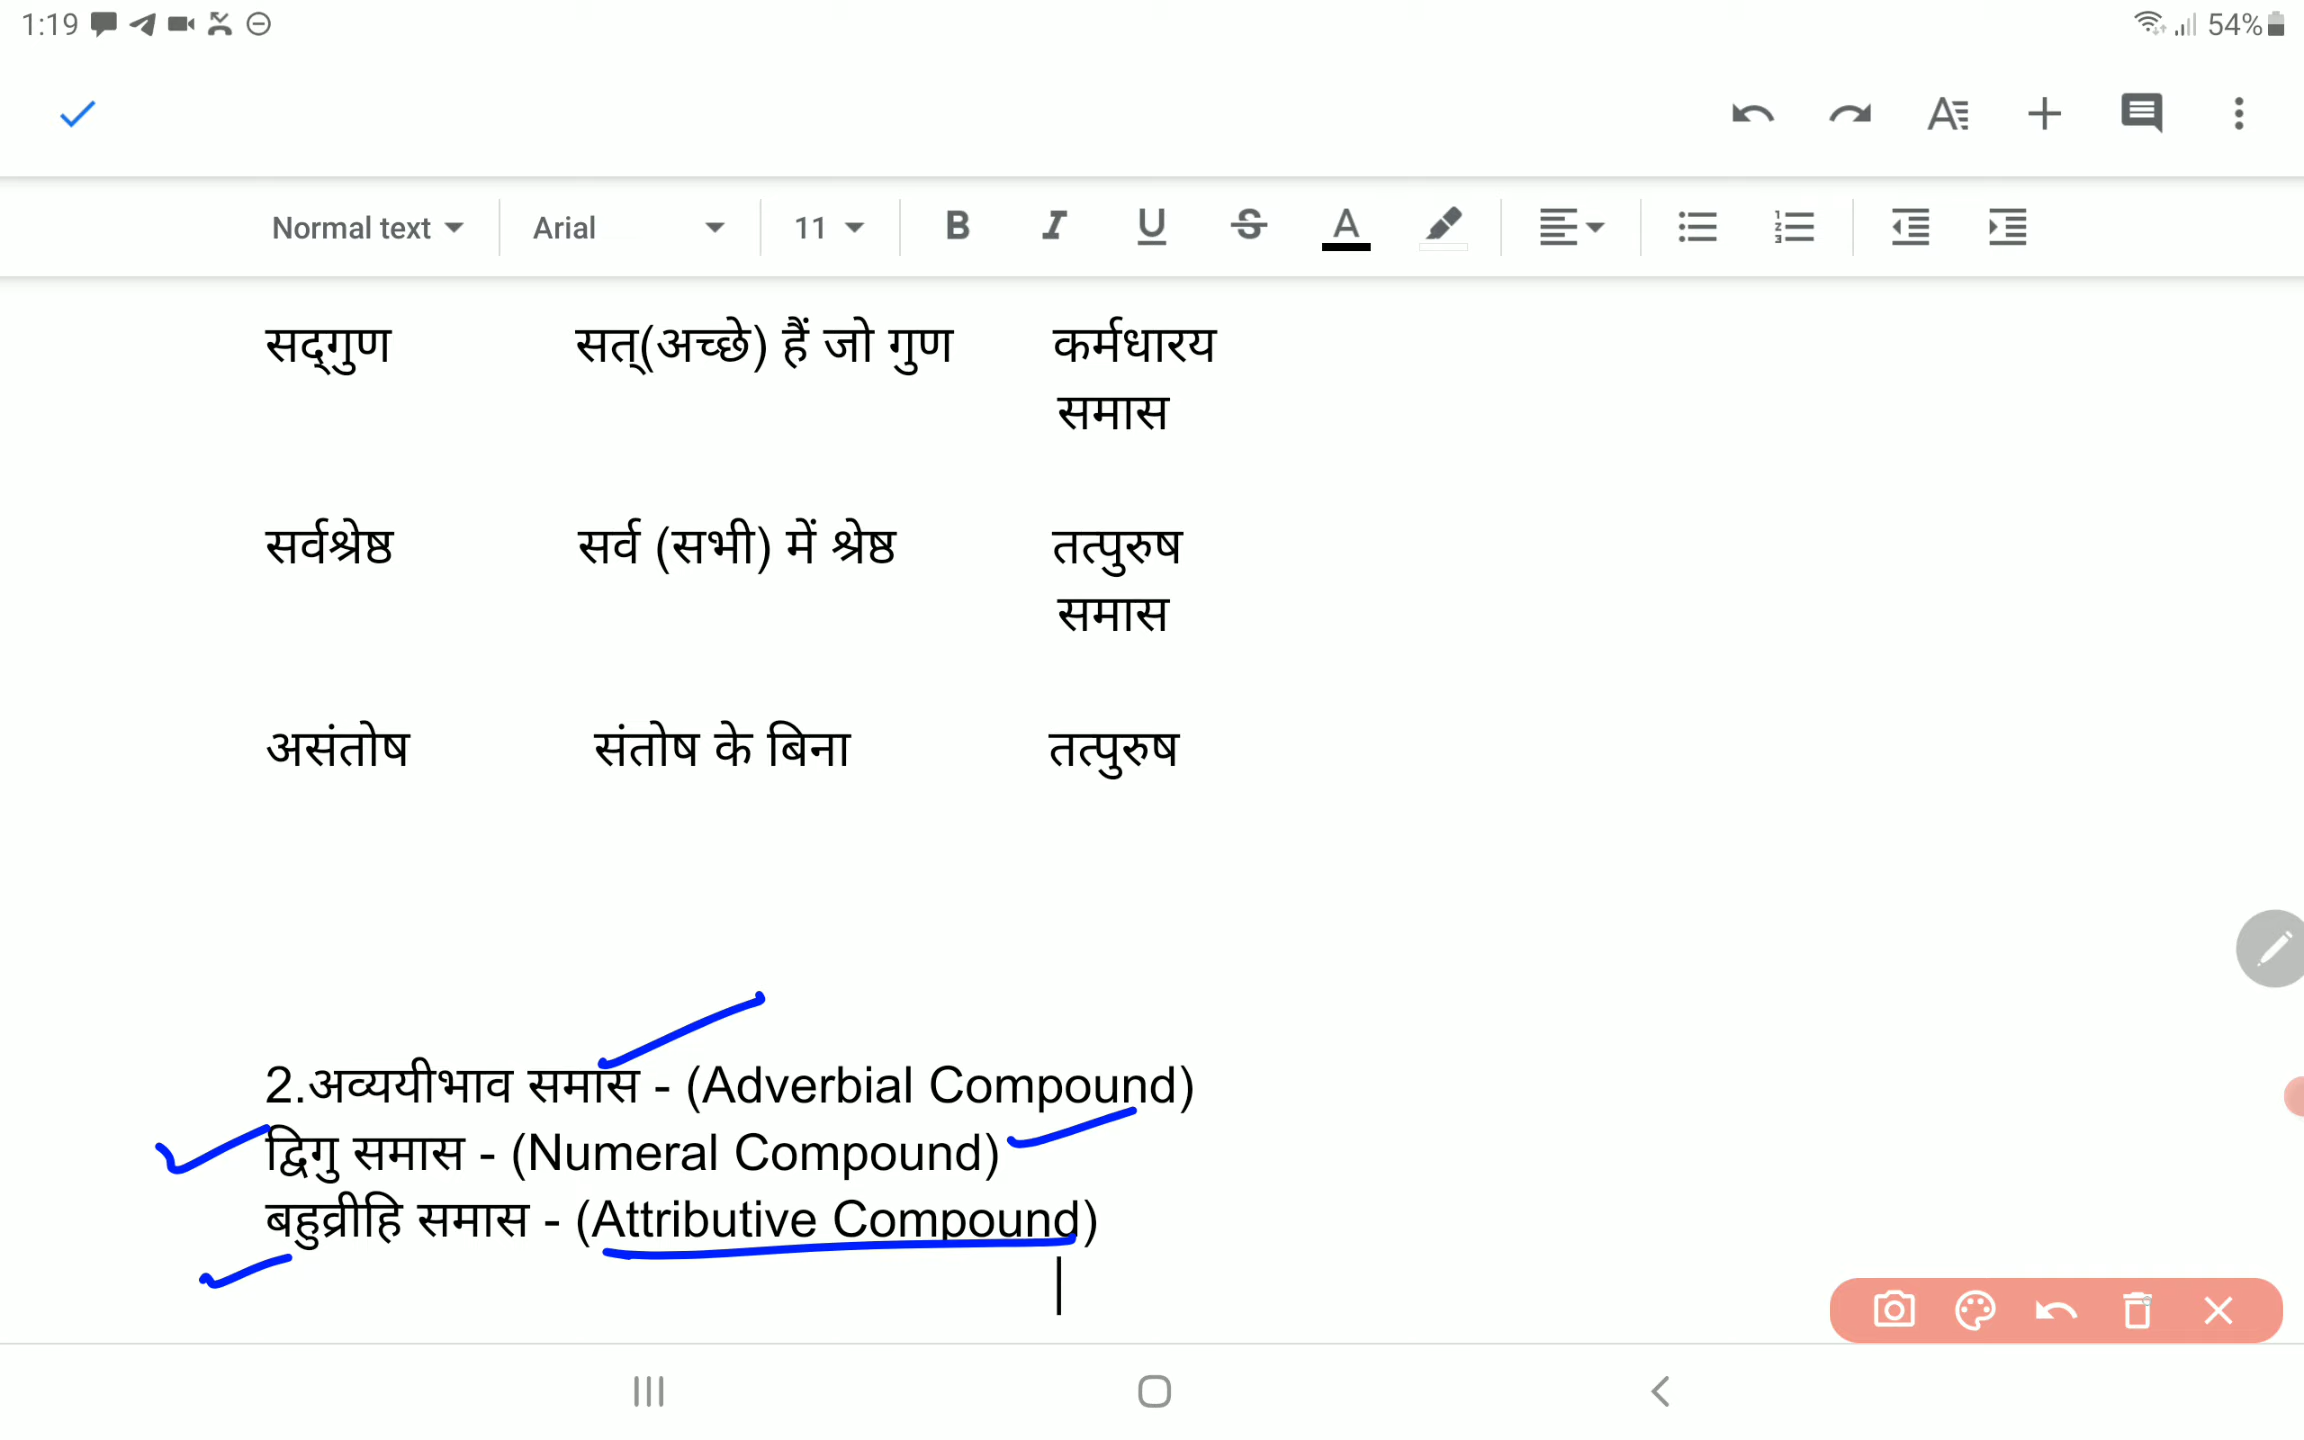 1:19 54%
Normal text Arial 11 B I U S A
सद्‌गुण सत्(अच्छे) हैं जो गुण कर्मधारय
समास
सर्वश्रेष्ठ सर्व (सभी) में श्रेष्ठ तत्पुरुष
समास
असंतोष संतोष के बिना तत्पुरुष
2.अव्ययीभाव समास - (Adverbial Compound)
द्विगु समास - (Numeral Compound)
बहुव्रीहि समास - (Attributive Compound)